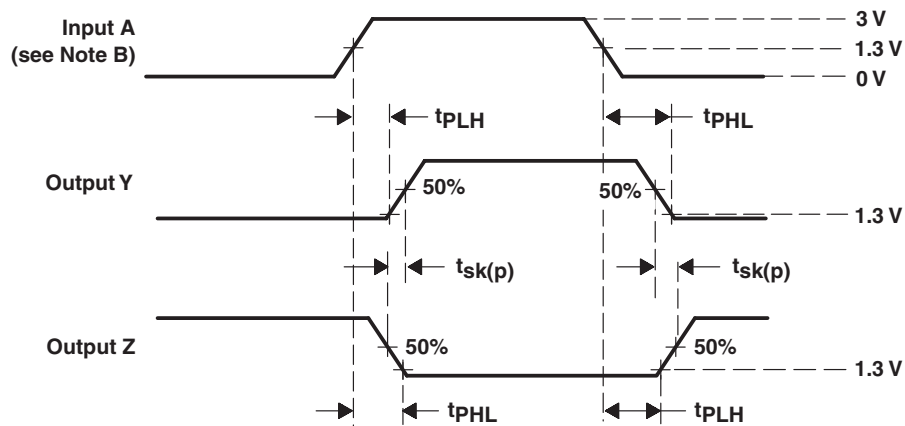 Input A
(see Note B)
3 V
1.3 V
0 V
tPLH
tPHL
Output Y
50%
50%
1.3 V
tsk(p)
tsk(p)
Output Z
50%
50%
1.3 V
tPHL
tPLH